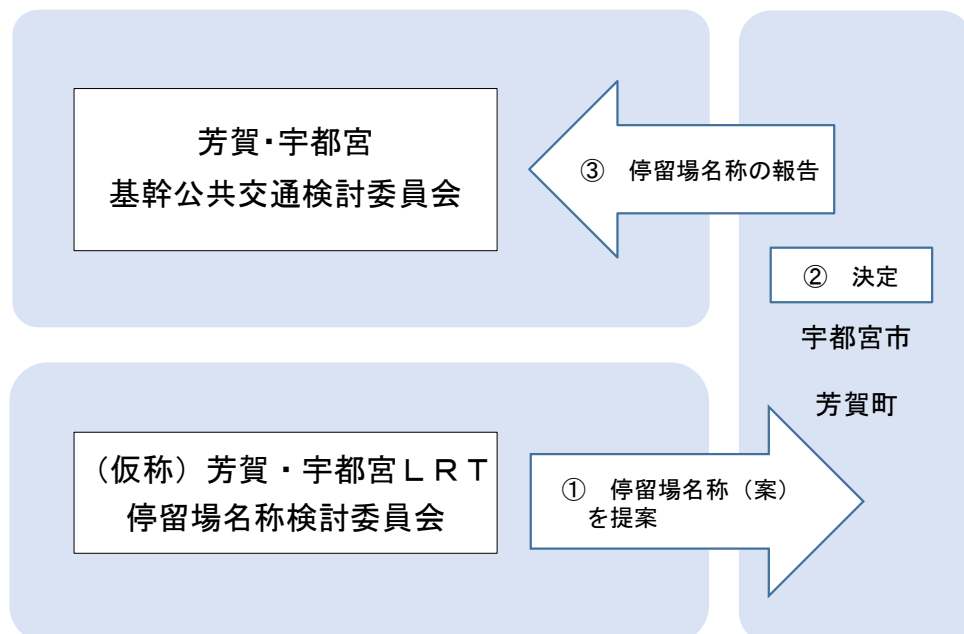 芳賀・宇都宮
基幹公共交通検討委員会
③　停留場名称の報告
②　決定
宇都宮市
芳賀町
（仮称）芳賀・宇都宮ＬＲＴ
停留場名称検討委員会
①　停留場名称（案）
を提案